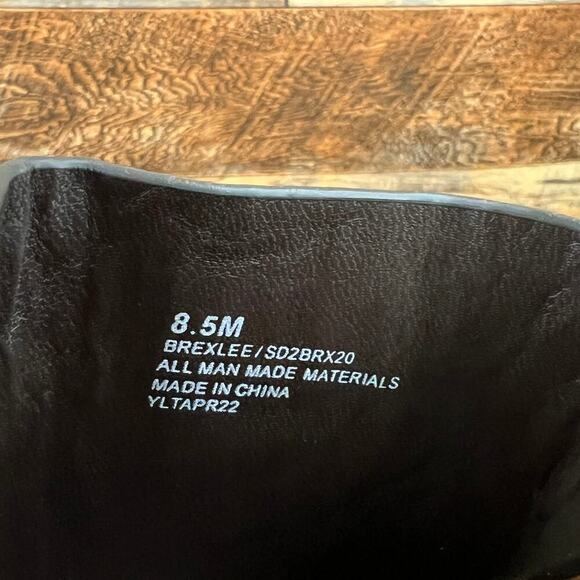 8.5M
BREXLEE/SD2BRX20
ALL MAN MADE MATERIALS
MADE IN CHINA
YLTAPR22